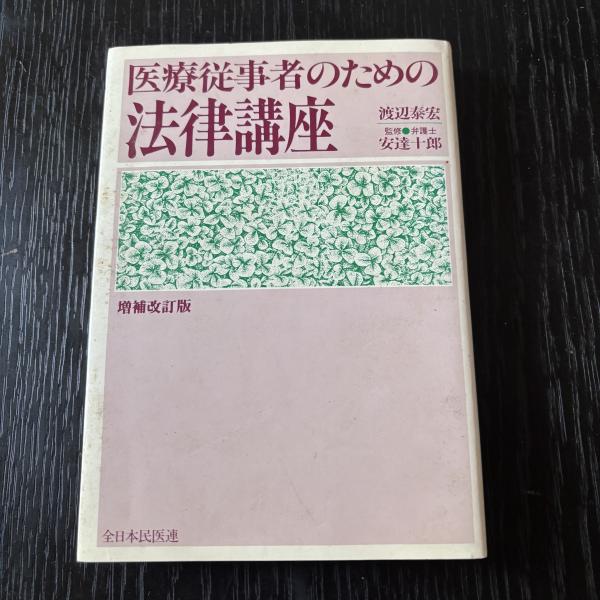 医療従事者のための
法律講座
渡辺泰宏
監修●弁護士
安達十郎
増補改訂版
全日本民医連